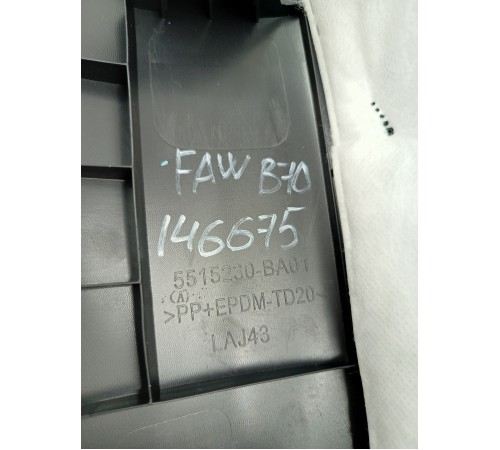 FAW B70
146675
5515230-BA01
(A)
>PP+EPDM-TD20<
LAJ43